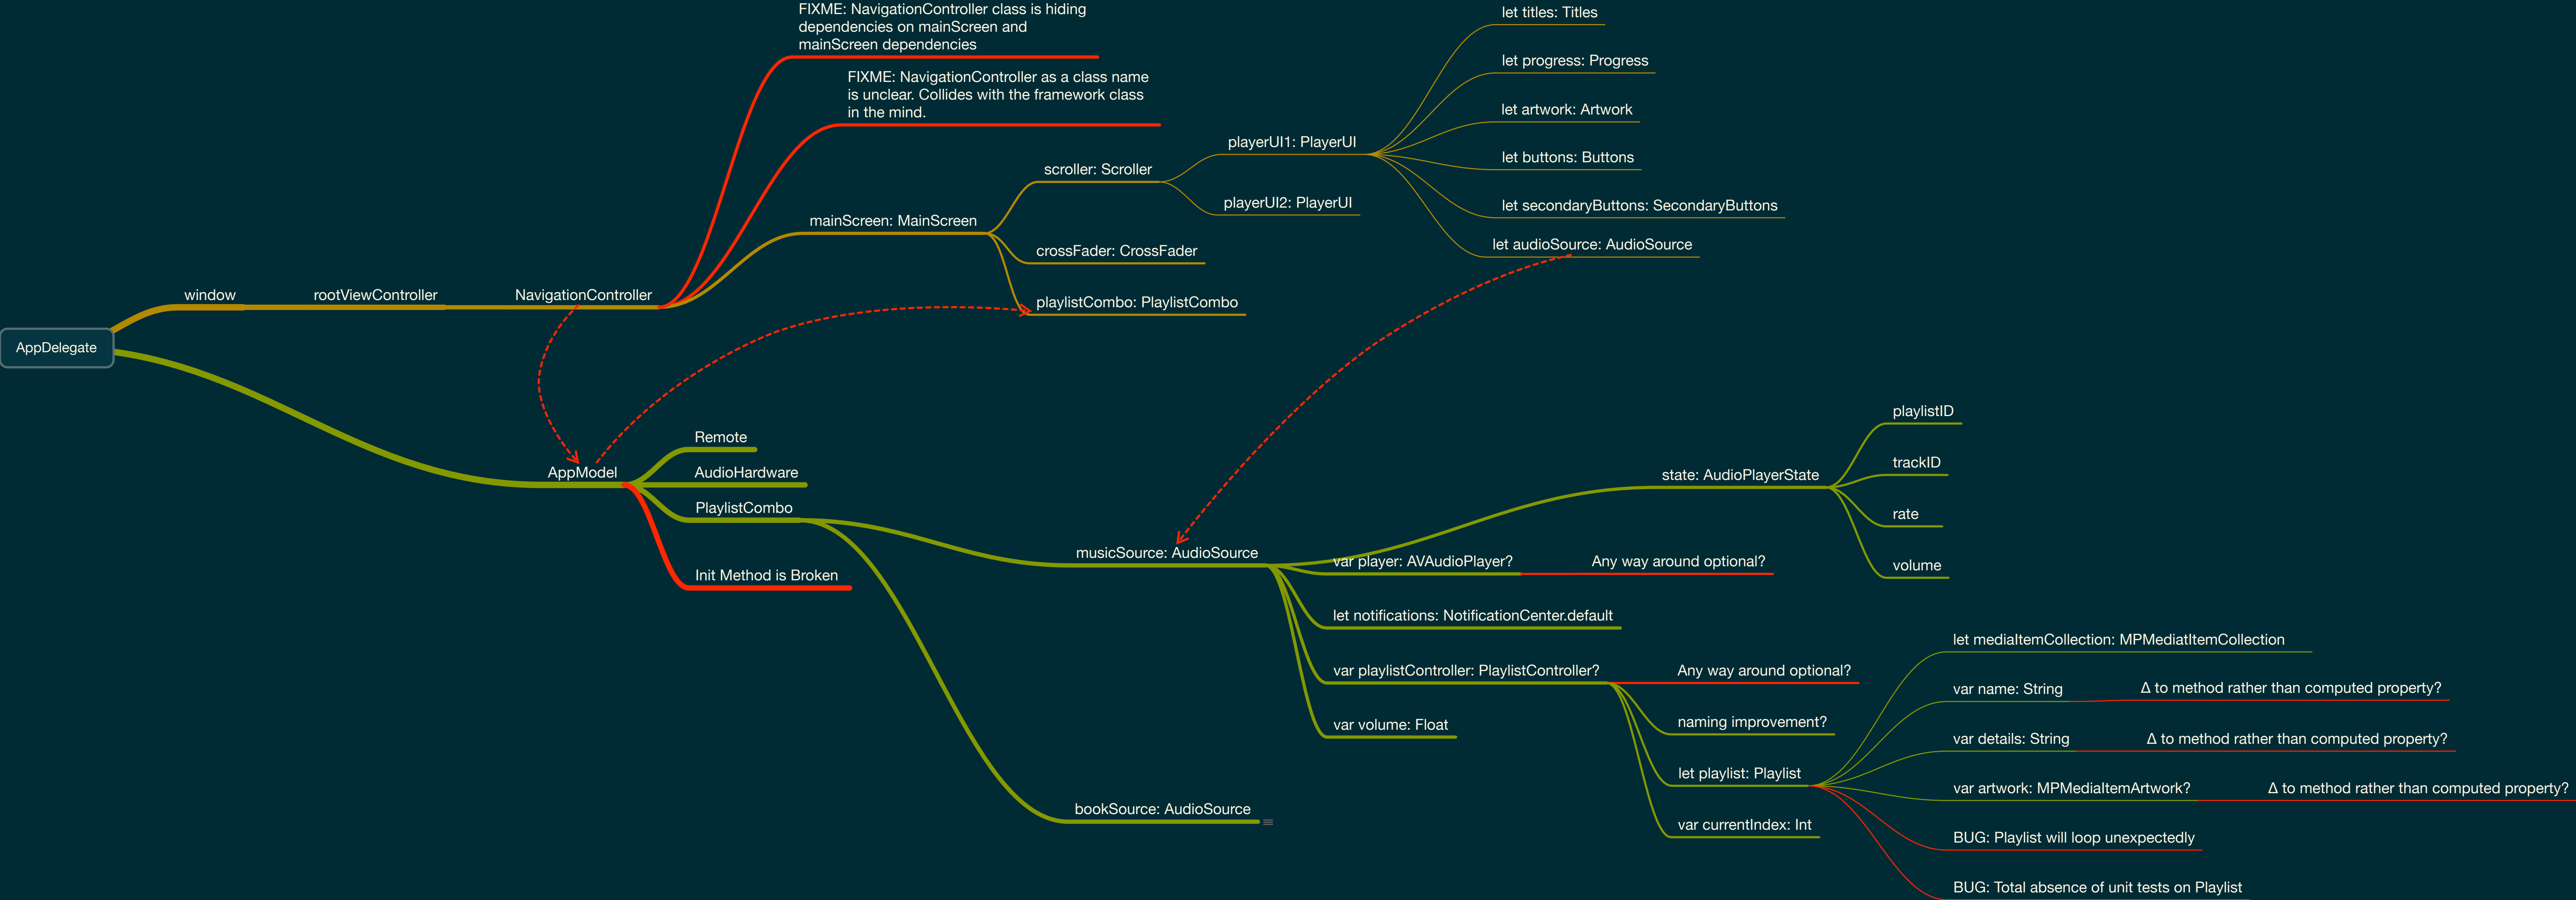 FIXME: NavigationController class is hiding
dependencies on mainScreen and
mainScreen dependencies
FIXME: NavigationController as a class name
is unclear. Collides with the framework class
in the mind.
let titles: Titles
let progress: Progress
let artwork: Artwork
let buttons: Buttons
let secondaryButtons: SecondaryButtons
let audioSource: AudioSource
playerUI1: PlayerUI
playerUI2: PlayerUI
scroller: Scroller
mainScreen: MainScreen
crossFader: CrossFader
playlistCombo: PlaylistCombo
window
rootViewController
NavigationController
AppDelegate
AppModel
Remote
AudioHardware
PlaylistCombo
Init Method is Broken
musicSource: AudioSource
state: AudioPlayerState
playlistID
trackID
rate
volume
var player: AVAudioPlayer?
Any way around optional?
let notifications: NotificationCenter.default
var playlistController: PlaylistController?
Any way around optional?
naming improvement?
let playlist: Playlist
var currentIndex: Int
var volume: Float
let mediaItemCollection: MPMediatItemCollection
var name: String
Δ to method rather than computed property?
var details: String
Δ to method rather than computed property?
var artwork: MPMediaItemArtwork?
Δ to method rather than computed property?
BUG: Playlist will loop unexpectedly
BUG: Total absence of unit tests on Playlist
bookSource: AudioSource